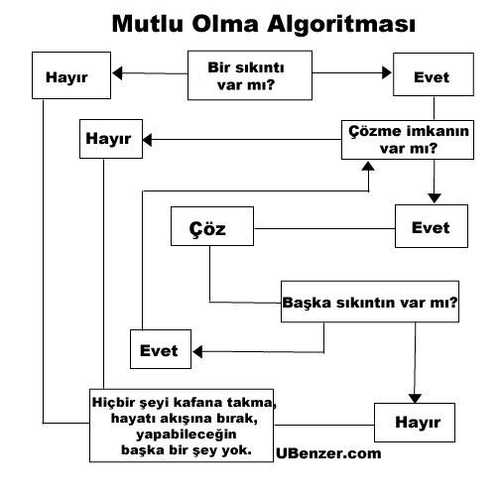 Mutlu Olma Algoritması
Hayır
Bir sıkıntı
var mı?
Evet
Hayır
Çözme imkanın
var mı?
Çöz
Evet
Başka sıkıntın var mı?
Evet
Hiçbir şeyi kafana takma,
hayatı akışına bırak,
yapabileceğin
başka bir şey yok.
Hayır
UBenzer.com